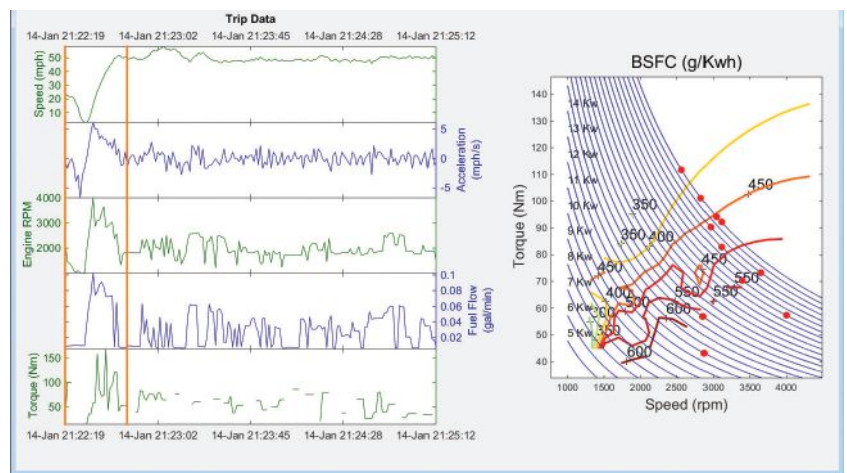 Trip Data
14-Jan 21:22:19 14-Jan 21:23:02 14-Jan 21:23:45 14-Jan 21:24:28 14-Jan 21:25:12
Speed (mph)
50
40
30
20
10
Acceleration
(mph/s)
5
0
-5
Engine RPM
4000
3000
2000
Fuel Flow
(gal/min)
0.1
0.08
0.06
0.04
0.02
Torque (Nm)
150
100
50
14-Jan 21:22:19 14-Jan 21:23:02 14-Jan 21:23:45 14-Jan 21:24:28 14-Jan 21:25:12
BSFC (g/Kwh)
Torque (Nm)
140
130
120
110
100
90
80
70
60
50
40
14 Kw
13 Kw
12 Kw
11 Kw
10 Kw
9 Kw
8 Kw
7 Kw
6 Kw
5 Kw
450
350
350
400
450
450
400
550
550
550
500
600
350
600
1000 1500 2000 2500 3000 3500 4000
Speed (rpm)